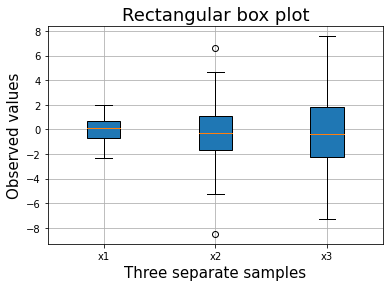 Rectangular box plot
Observed values
8
6
4
2
0
−2
−4
−6
−8
x1 x2 x3
Three separate samples